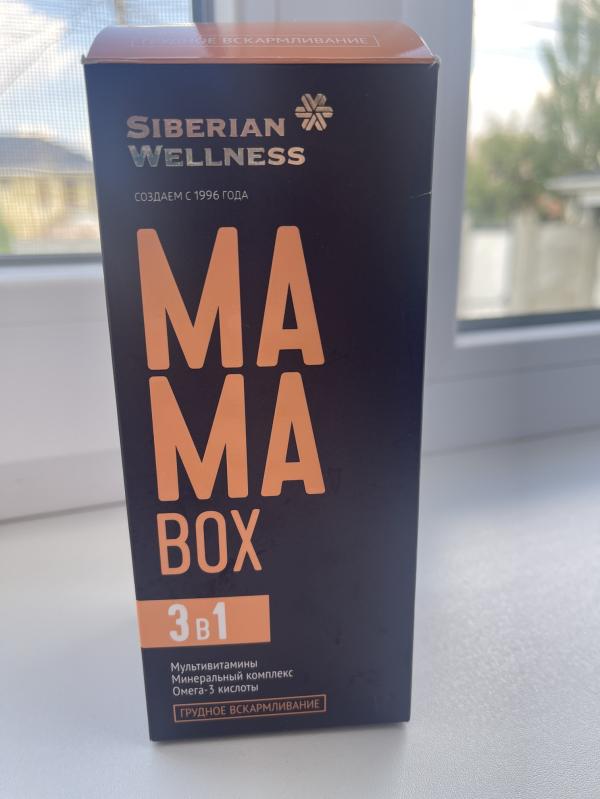 ГРУДНОЕ ВСКАРМЛИВАНИЕ
SIBERIAN
WELLNESS
СОЗДАЕМ С 1996 ГОДА
MA
MA
BOX
3 в 1
Мультивитамины
Минеральный комплекс
Омега-3 кислоты
ГРУДНОЕ ВСКАРМЛИВАНИЕ